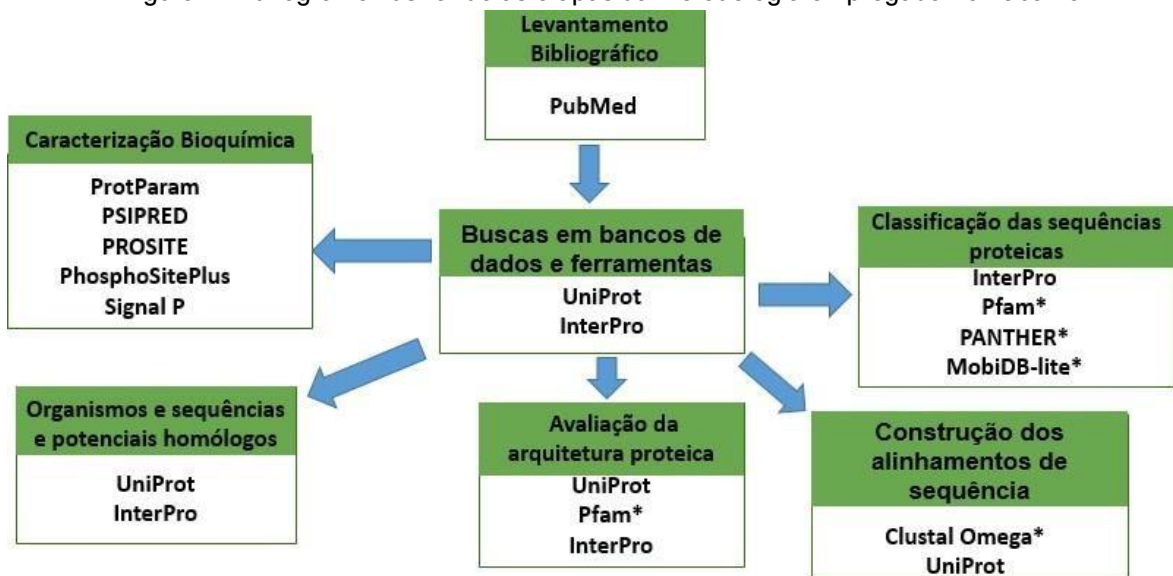 Levantamento
Bibliográfico
PubMed
Caracterização Bioquímica
ProtParam
PSIPRED
PROSITE
PhosphoSitePlus
Signal P
Buscas em bancos de
dados e ferramentas
UniProt
InterPro
Classificação das sequências
proteicas
InterPro
Pfam*
PANTHER*
MobiDB-lite*
Organismos e sequências
e potenciais homólogos
UniProt
InterPro
Avaliação da
arquitetura proteica
UniProt
Pfam*
InterPro
Construção dos
alinhamentos de
sequência
Clustal Omega*
UniProt